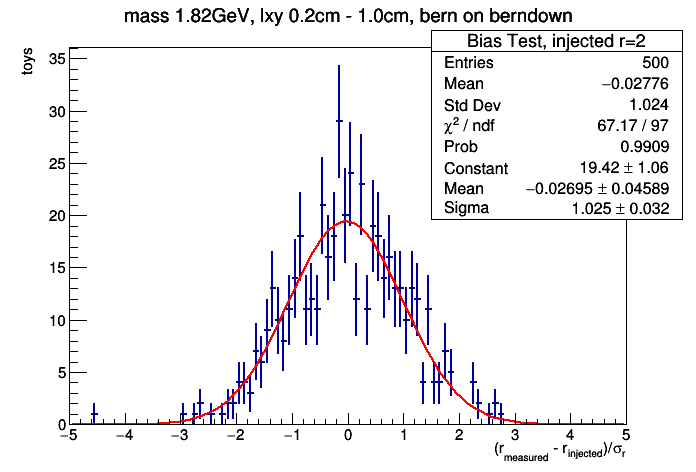 mass 1.82GeV, lxy 0.2cm - 1.0cm, bern on berndown
toys
Bias Test, injected r=2
Entries 500
Mean −0.02776
Std Dev 1.024
χ² / ndf 67.17 / 97
Prob 0.9909
Constant 19.42 ± 1.06
Mean −0.02695 ± 0.04589
Sigma 1.025 ± 0.032
35
30
25
20
15
10
5
0
−5 −4 −3 −2 −1 0 1 2 3 4 5
(r_measured - r_injected)/σ_r